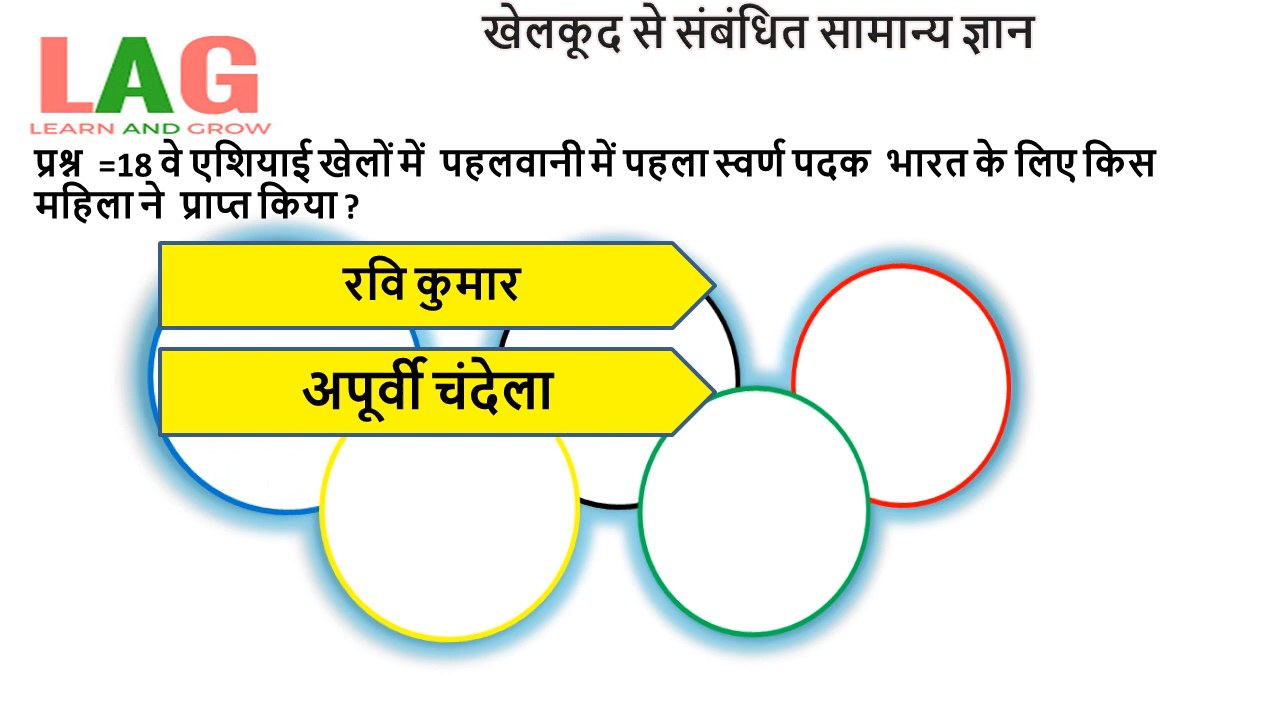 खेलकूद से संबंधित सामान्य ज्ञान
LAG
LEARN AND GROW
प्रश्न =18 वे एशियाई खेलों में पहलवानी में पहला स्वर्ण पदक भारत के लिए किस
महिला ने प्राप्त किया ?
रवि कुमार
अपूर्वी चंदेला